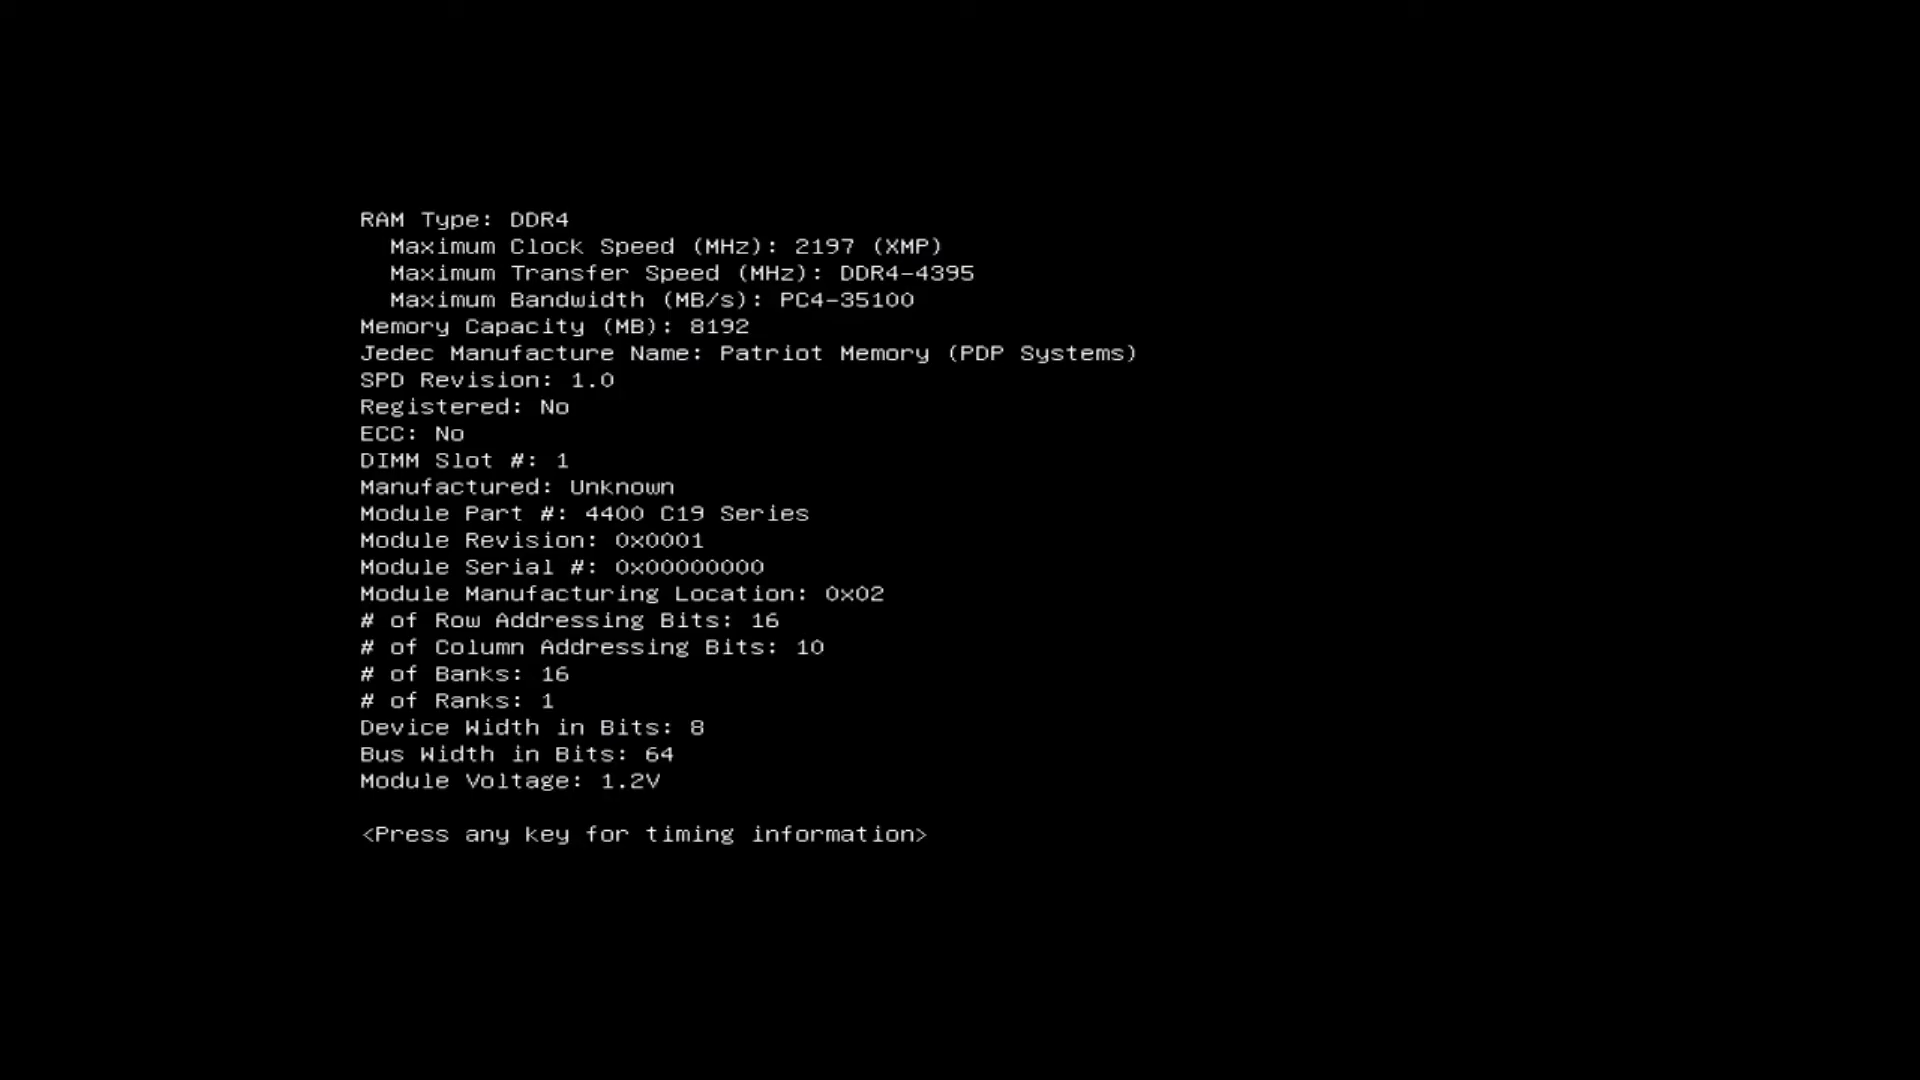 RAM Type: DDR4
Maximum Clock Speed (MHz): 2197 (XMP)
Maximum Transfer Speed (MHz): DDR4-4395
Maximum Bandwidth (MB/s): PC4-35100
Memory Capacity (MB): 8192
Jedec Manufacture Name: Patriot Memory (PDP Systems)
SPD Revision: 1.0
Registered: No
ECC: No
DIMM Slot #: 1
Manufactured: Unknown
Module Part #: 4400 C19 Series
Module Revision: 0x0001
Module Serial #: 0x00000000
Module Manufacturing Location: 0x02
# of Row Addressing Bits: 16
# of Column Addressing Bits: 10
# of Banks: 16
# of Ranks: 1
Device Width in Bits: 8
Bus Width in Bits: 64
Module Voltage: 1.2V
<Press any key for timing information>